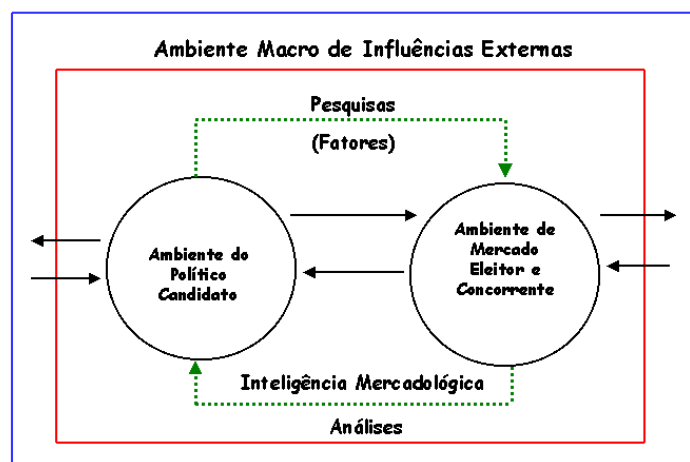 Ambiente Macro de Influências Externas
Pesquisas
(Fatores)
Ambiente do
Político
Candidato
Ambiente de
Mercado
Eleitor e
Concorrente
Inteligência Mercadológica
Análises